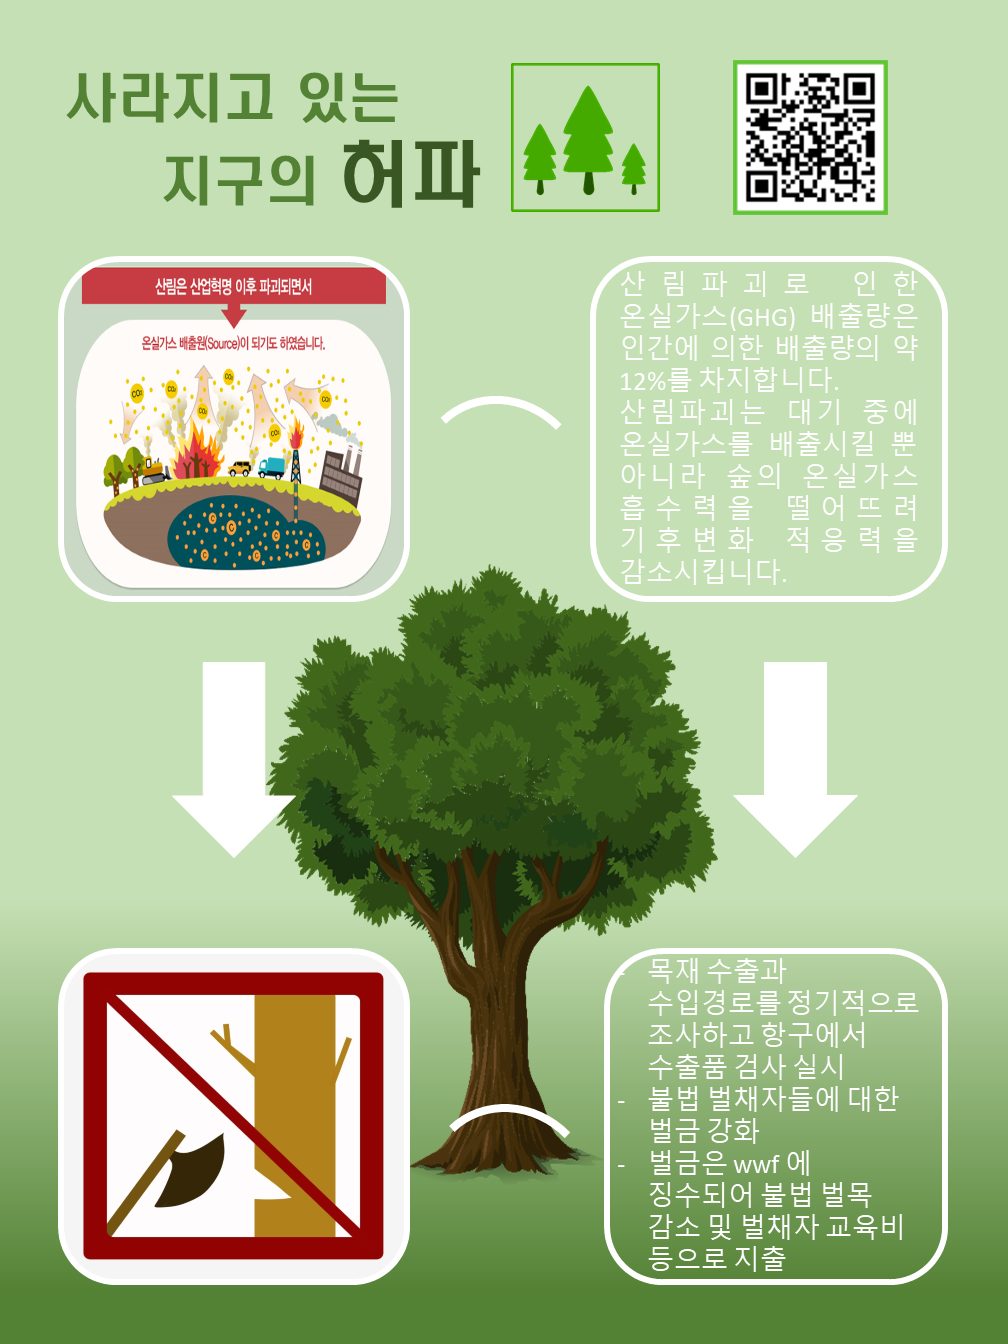 사라지고 있는
지구의 허파
산림은 산업혁명 이후 파괴되면서
온실가스 배출원(Source)이 되기도 하였습니다.
CO₂ CO₂ CO₂ CO₂ CO₂ CO₂
C C C C C C
산림파괴로 인한
온실가스(GHG) 배출량은
인간에 의한 배출량의 약
12%를 차지합니다.
산림파괴는 대기 중에
온실가스를 배출시킬 뿐
아니라 숲의 온실가스
흡수력을 떨어뜨려
기후변화 적응력을
감소시킵니다.
- 목재 수출과
수입경로를 정기적으로
조사하고 항구에서
수출품 검사 실시
- 불법 벌채자들에 대한
벌금 강화
- 벌금은 wwf 에
징수되어 불법 벌목
감소 및 벌채자 교육비
등으로 지출